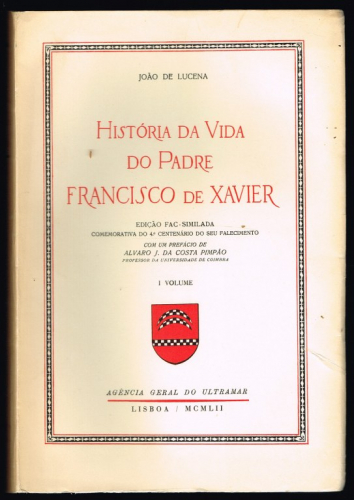 JOÃO DE LUCENA
HISTÓRIA DA VIDA
DO PADRE
FRANCISCO DE XAVIER
EDIÇÃO FAC-SIMILADA
COMEMORATIVA DO 4º CENTENÁRIO DO SEU FALECIMENTO
COM UM PREFÁCIO DE
ALVARO J. DA COSTA PIMPÃO
PROFESSOR DA UNIVERSIDADE DE COIMBRA
I VOLUME
AGÊNCIA GERAL DO ULTRAMAR
LISBOA / MCMLII